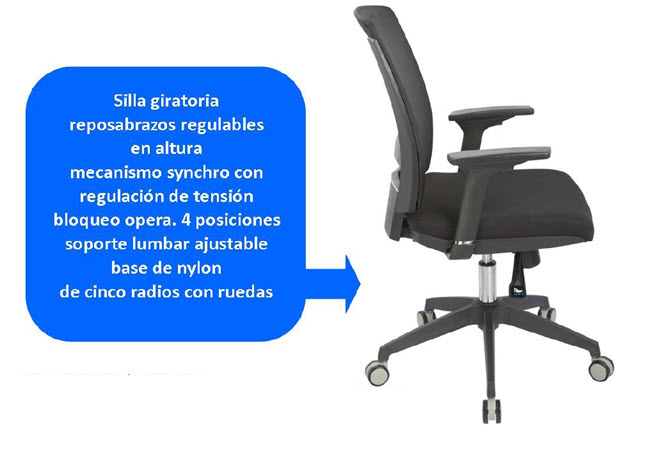 Silla giratoria
reposabrazos regulables
en altura
mecanismo synchro con
regulación de tensión
bloqueo opera. 4 posiciones
soporte lumbar ajustable
base de nylon
de cinco radios con ruedas